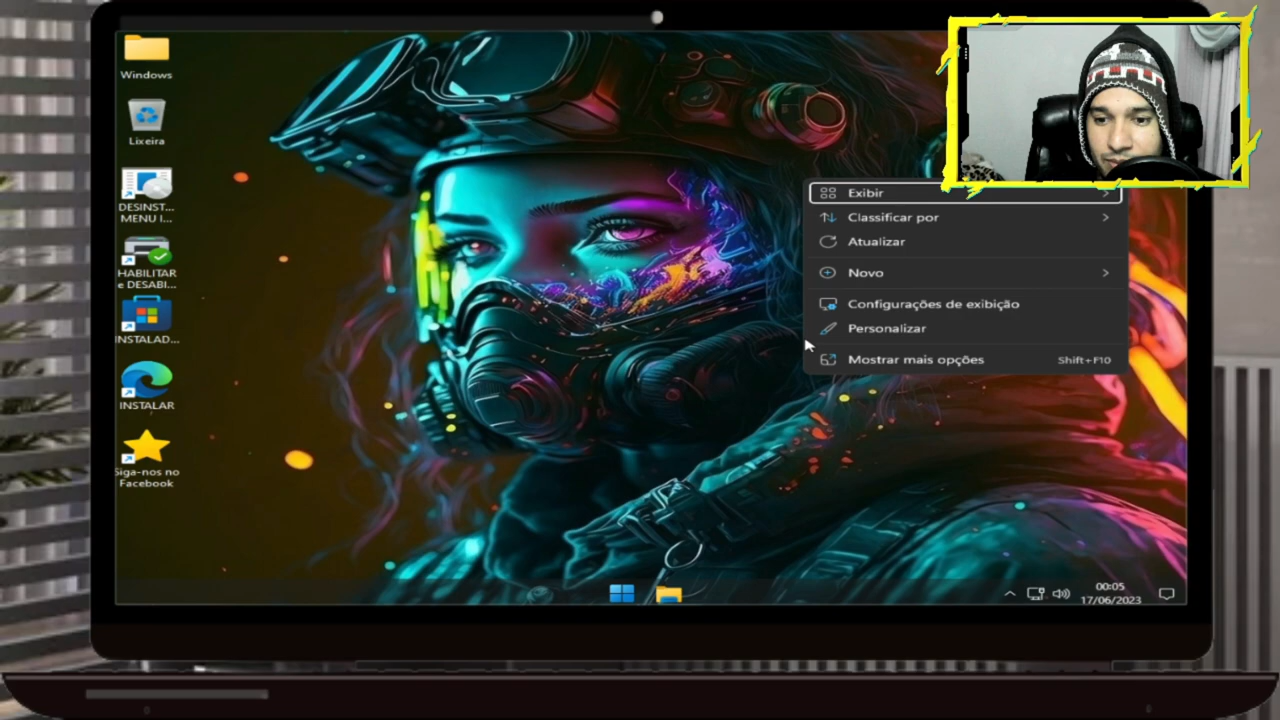 Windows
Lixeira
DESINST...
MENU I...
HABILITAR
e DESABI...
INSTALAD...
INSTALAR
Siga-nos no
Facebook
Exibir
Classificar por
Atualizar
Novo
Configurações de exibição
Personalizar
Mostrar mais opções Shift+F10
00:05
17/06/2023